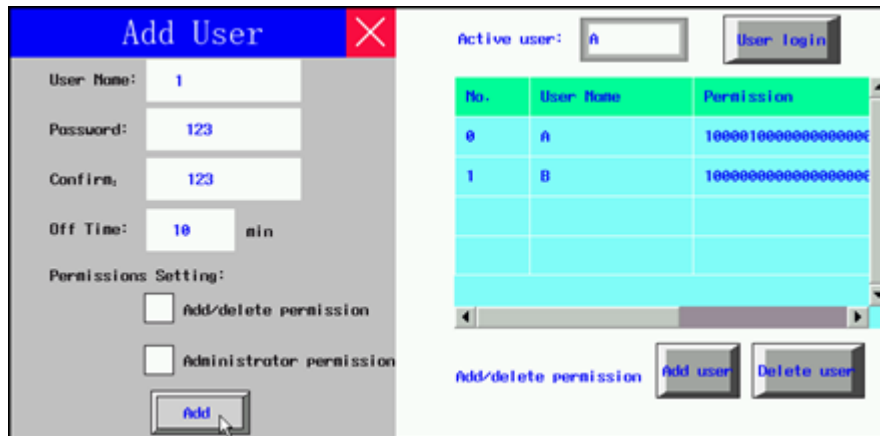 Add User
User Name: 1
Password: 123
Confirm: 123
Off Time: 10 min
Permissions Setting:
Add/delete permission
Administrator permission
Add
Active user: A
User login
No. User Name Permission
0 A
1 B
Add/delete permission
Add user
Delete user